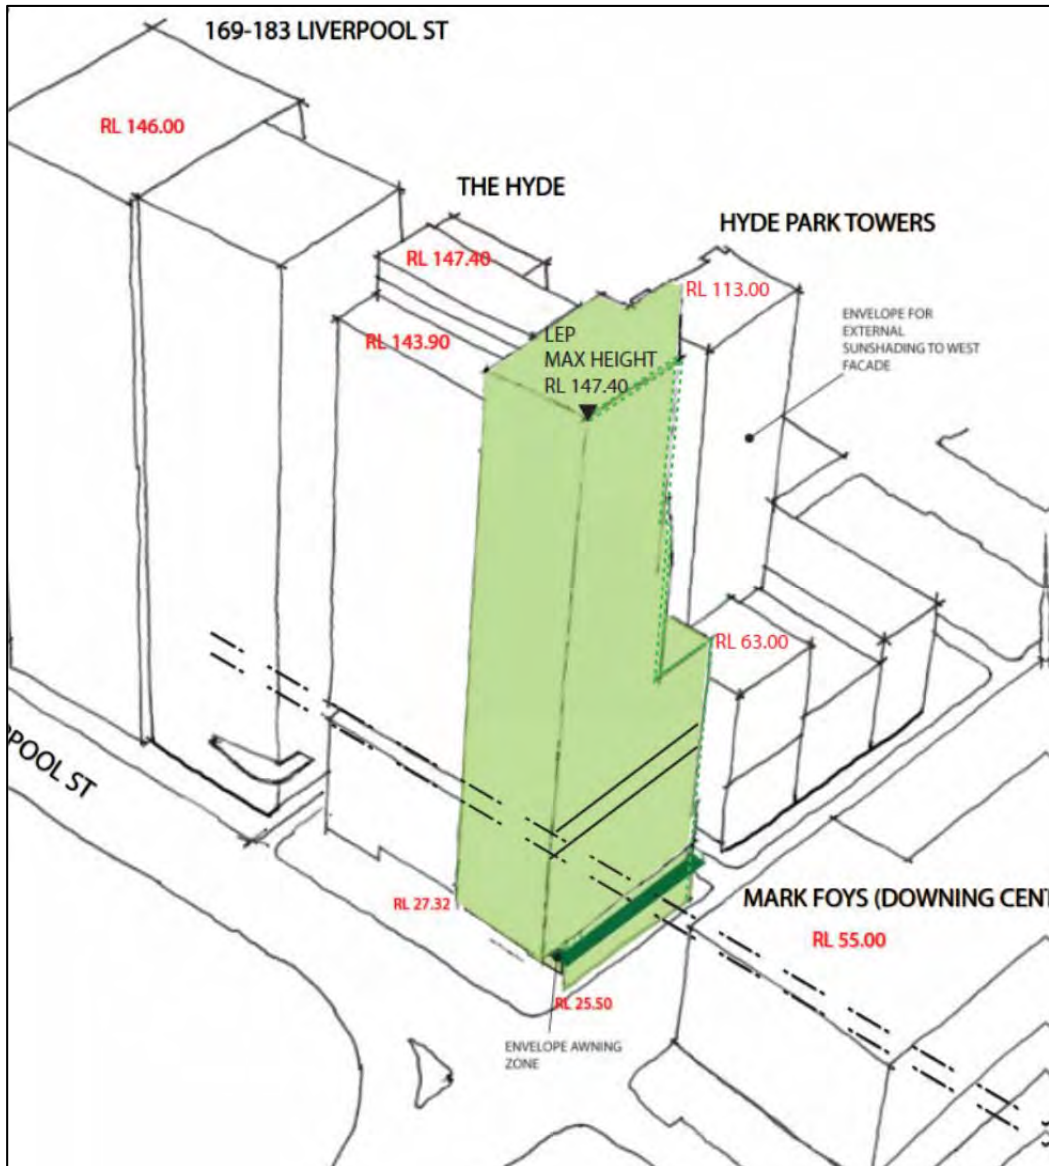 169-183 LIVERPOOL ST
RL 146.00
THE HYDE
HYDE PARK TOWERS
RL 147.40
RL 113.00
ENVELOPE FOR
EXTERNAL
SUNSHADING TO WEST
FACADE
RL 143.90
LEP
MAX HEIGHT
RL 147.40
RL 63.00
RPOOL ST
RL 27.32
MARK FOYS (DOWNING CENT
RL 55.00
RL 25.50
ENVELOPE AWNING
ZONE